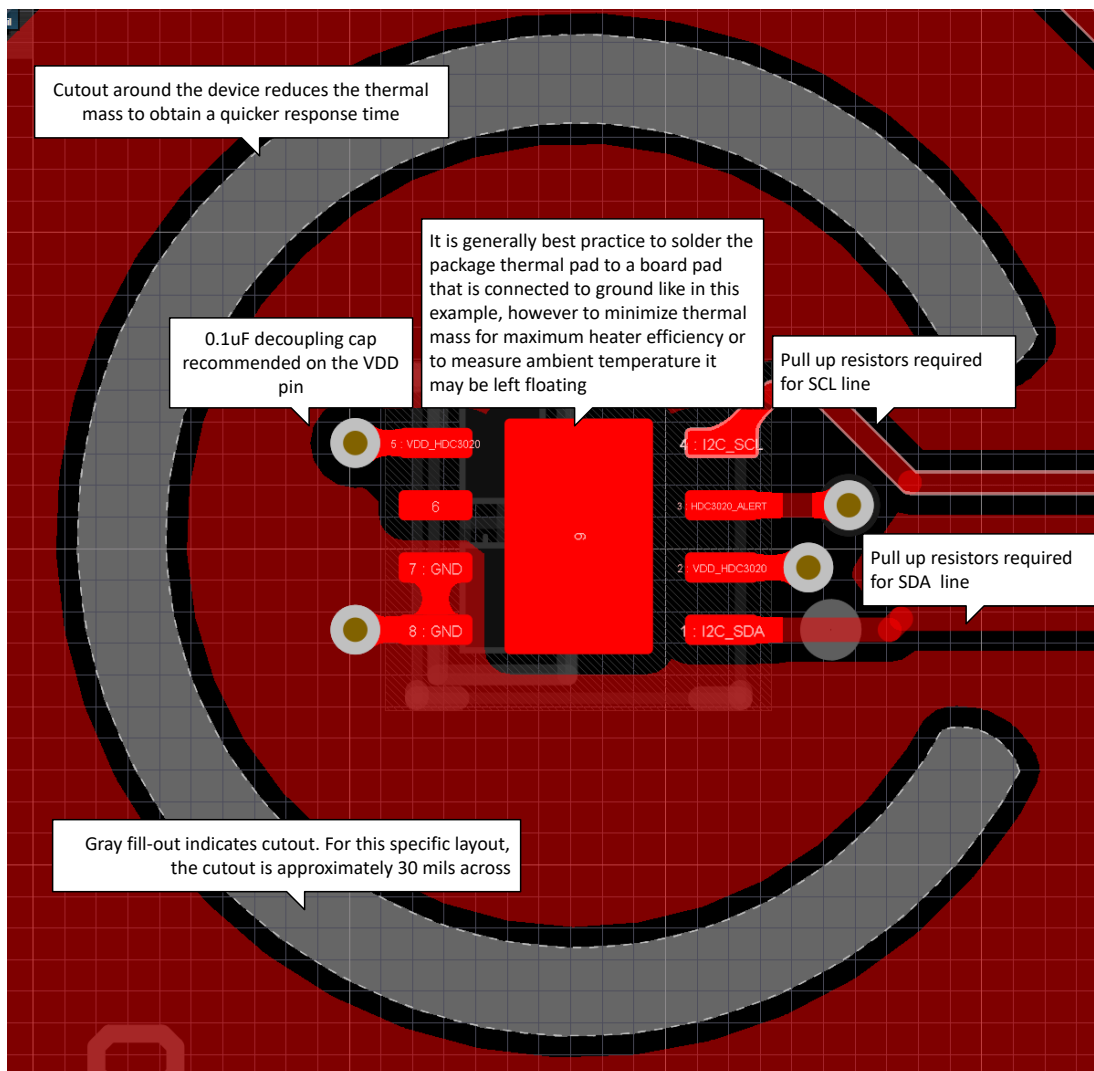 Cutout around the device reduces the thermal
mass to obtain a quicker response time
It is generally best practice to solder the
package thermal pad to a board pad
that is connected to ground like in this
example, however to minimize thermal
mass for maximum heater efficiency or
to measure ambient temperature it
may be left floating
0.1uF decoupling cap
recommended on the VDD
pin
Pull up resistors required
for SCL line
5 : VDD_HDC3020
4 : I2C_SCL
6
3 : HDC3020_ALERT
9
7 : GND
2 : VDD_HDC3020
Pull up resistors required
for SDA line
8 : GND
1 : I2C_SDA
Gray fill-out indicates cutout. For this specific layout,
the cutout is approximately 30 mils across